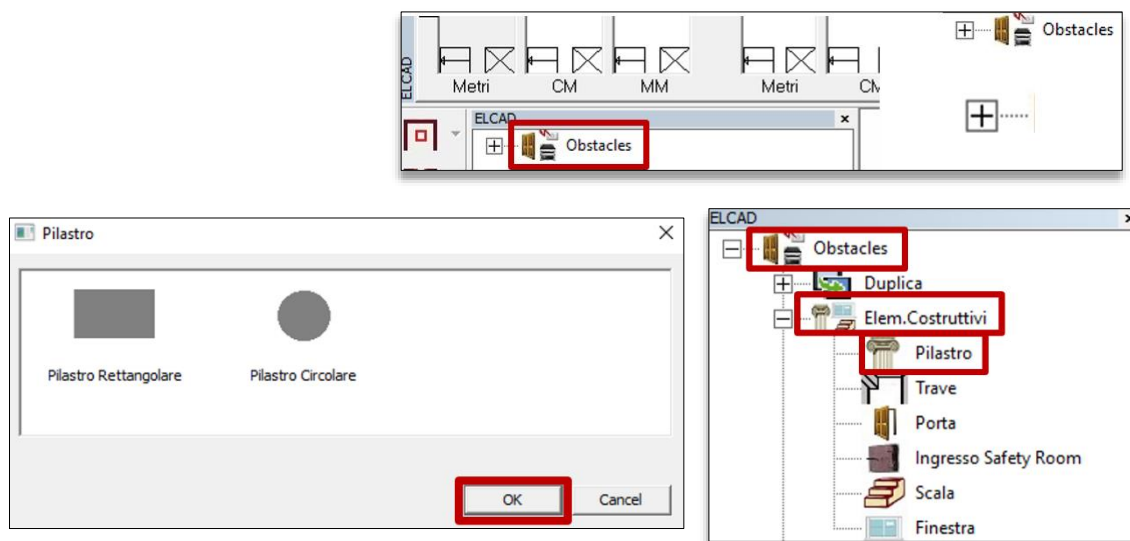 ELCAD
Metri
CM
MM
Metri
CM
ELCAD
Obstacles
Obstacles
Pilastro
Pilastro Rettangolare
Pilastro Circolare
OK
Cancel
ELCAD
Obstacles
Duplica
Elem.Costruttivi
Pilastro
Trave
Porta
Ingresso Safety Room
Scala
Finestra